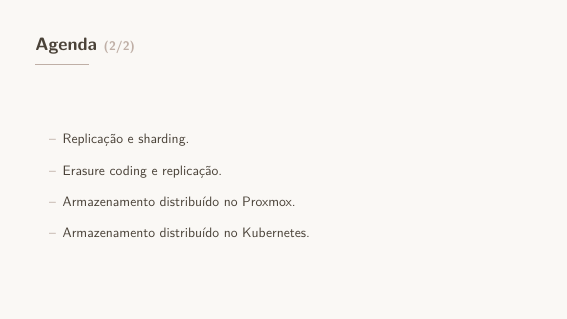 Agenda (2/2)
– Replicação e sharding.
– Erasure coding e replicação.
– Armazenamento distribuído no Proxmox.
– Armazenamento distribuído no Kubernetes.